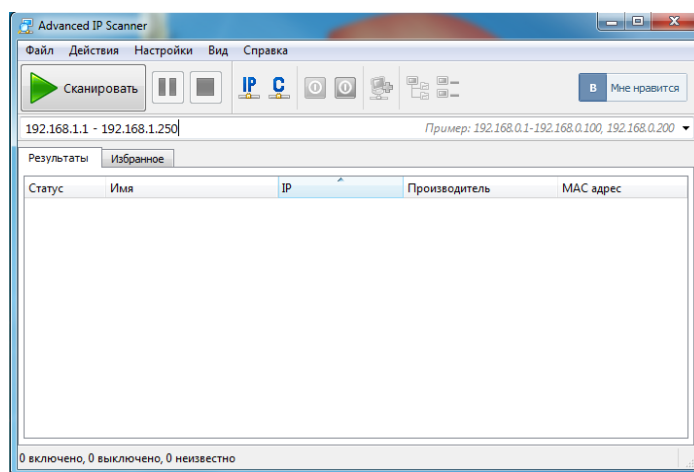 Advanced IP Scanner
Файл Действия Настройки Вид Справка
Сканировать IP C B Мне нравится
192.168.1.1 - 192.168.1.250 Пример: 192.168.0.1-192.168.0.100, 192.168.0.200
Результаты Избранное
Статус Имя IP Производитель MAC адрес
0 включено, 0 выключено, 0 неизвестно